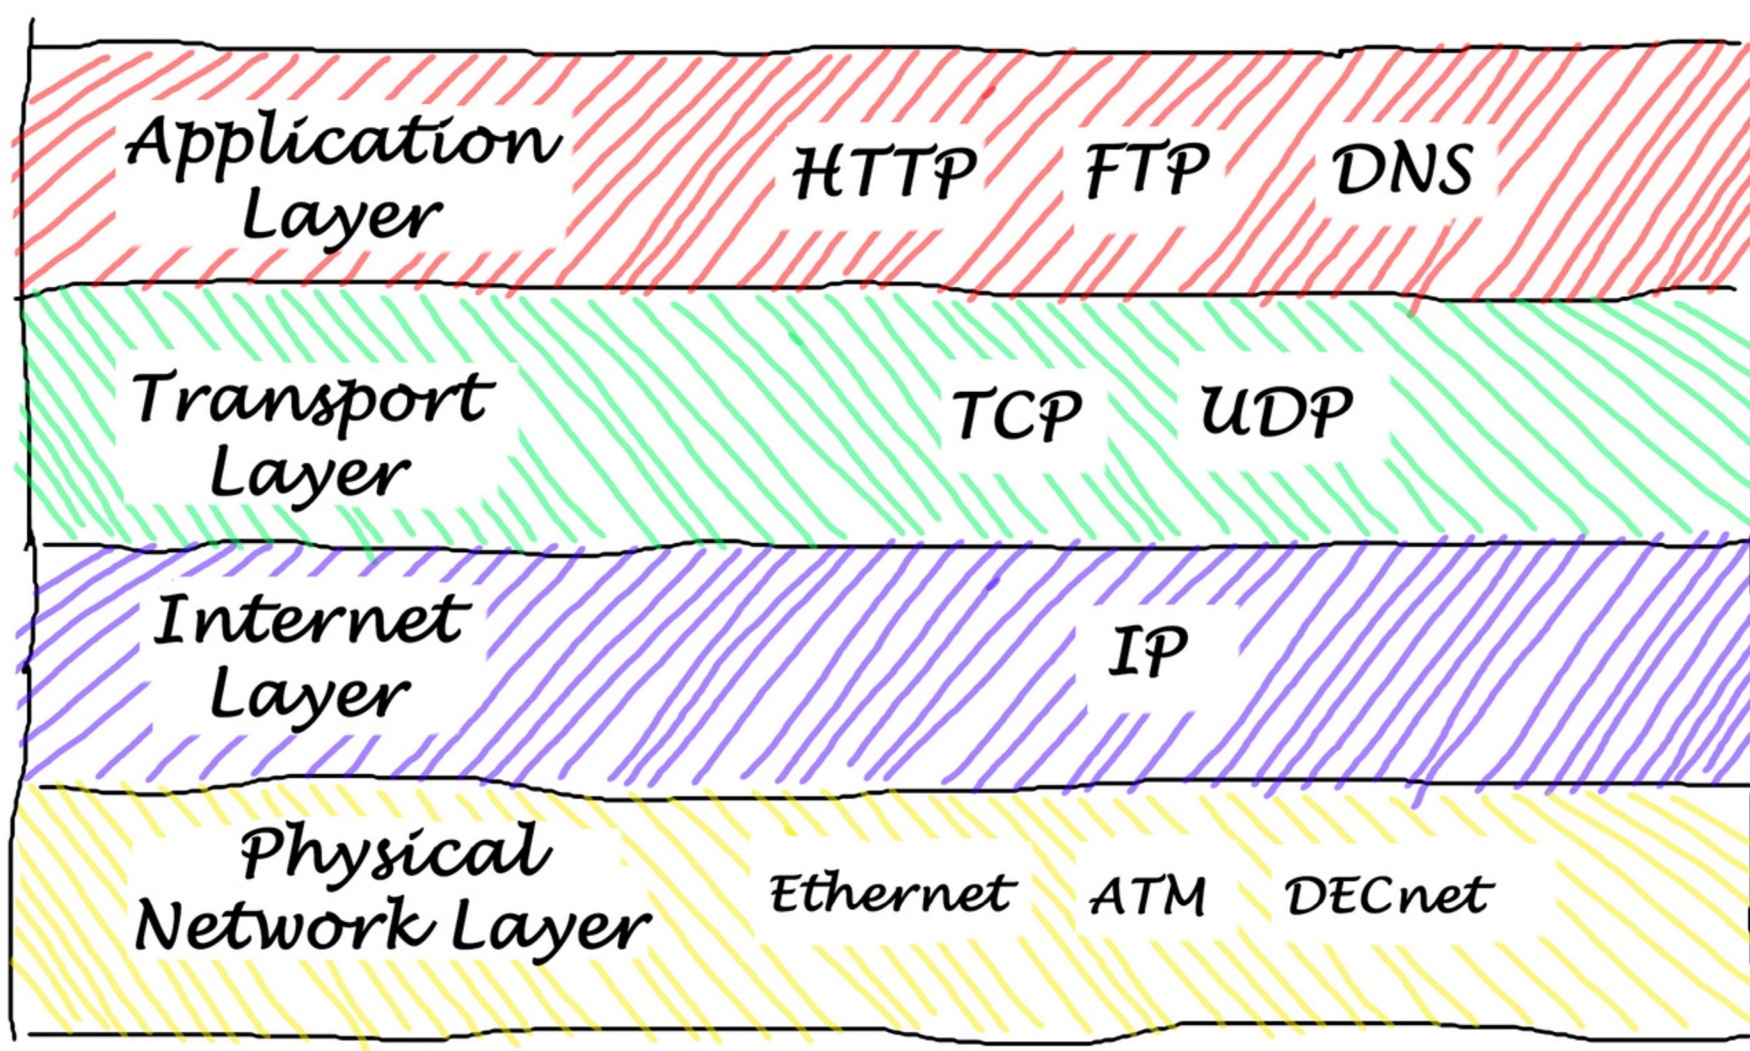 Application
Layer
HTTP FTP DNS
Transport
Layer
TCP UDP
Internet
Layer
IP
Physical
Network Layer
Ethernet ATM DECnet